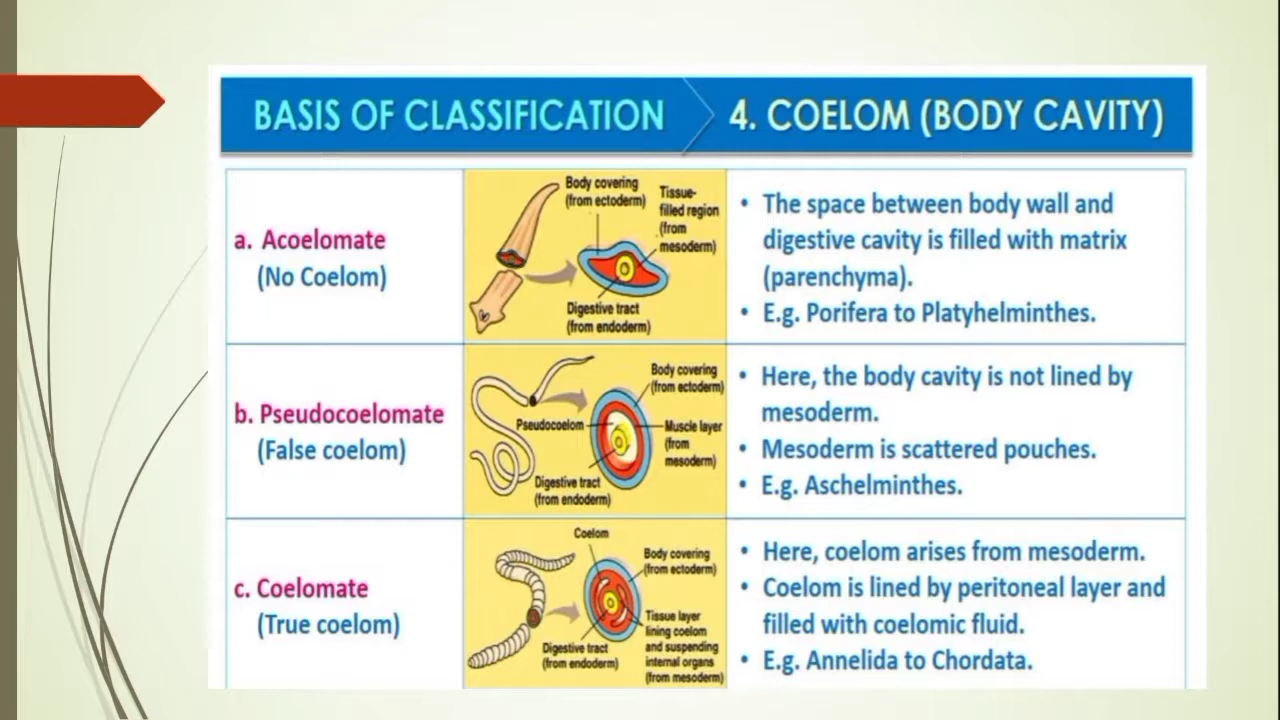 BASIS OF CLASSIFICATION
4. COELOM (BODY CAVITY)
a. Acoelomate
(No Coelom)
Body covering
(from ectoderm)
Tissue-
filled region
(from
mesoderm)
Digestive tract
(from endoderm)
• The space between body wall and
digestive cavity is filled with matrix
(parenchyma).
• E.g. Porifera to Platyhelminthes.
b. Pseudocoelomate
(False coelom)
Body covering
(from ectoderm)
Pseudocoelom
Muscle layer
(from
mesoderm)
Digestive tract
(from endoderm)
• Here, the body cavity is not lined by
mesoderm.
• Mesoderm is scattered pouches.
• E.g. Aschelminthes.
c. Coelomate
(True coelom)
Coelom
Body covering
(from ectoderm)
Digestive tract
(from endoderm)
Tissue layer
lining coelom
and suspending
internal organs
(from mesoderm)
• Here, coelom arises from mesoderm.
• Coelom is lined by peritoneal layer and
filled with coelomic fluid.
• E.g. Annelida to Chordata.